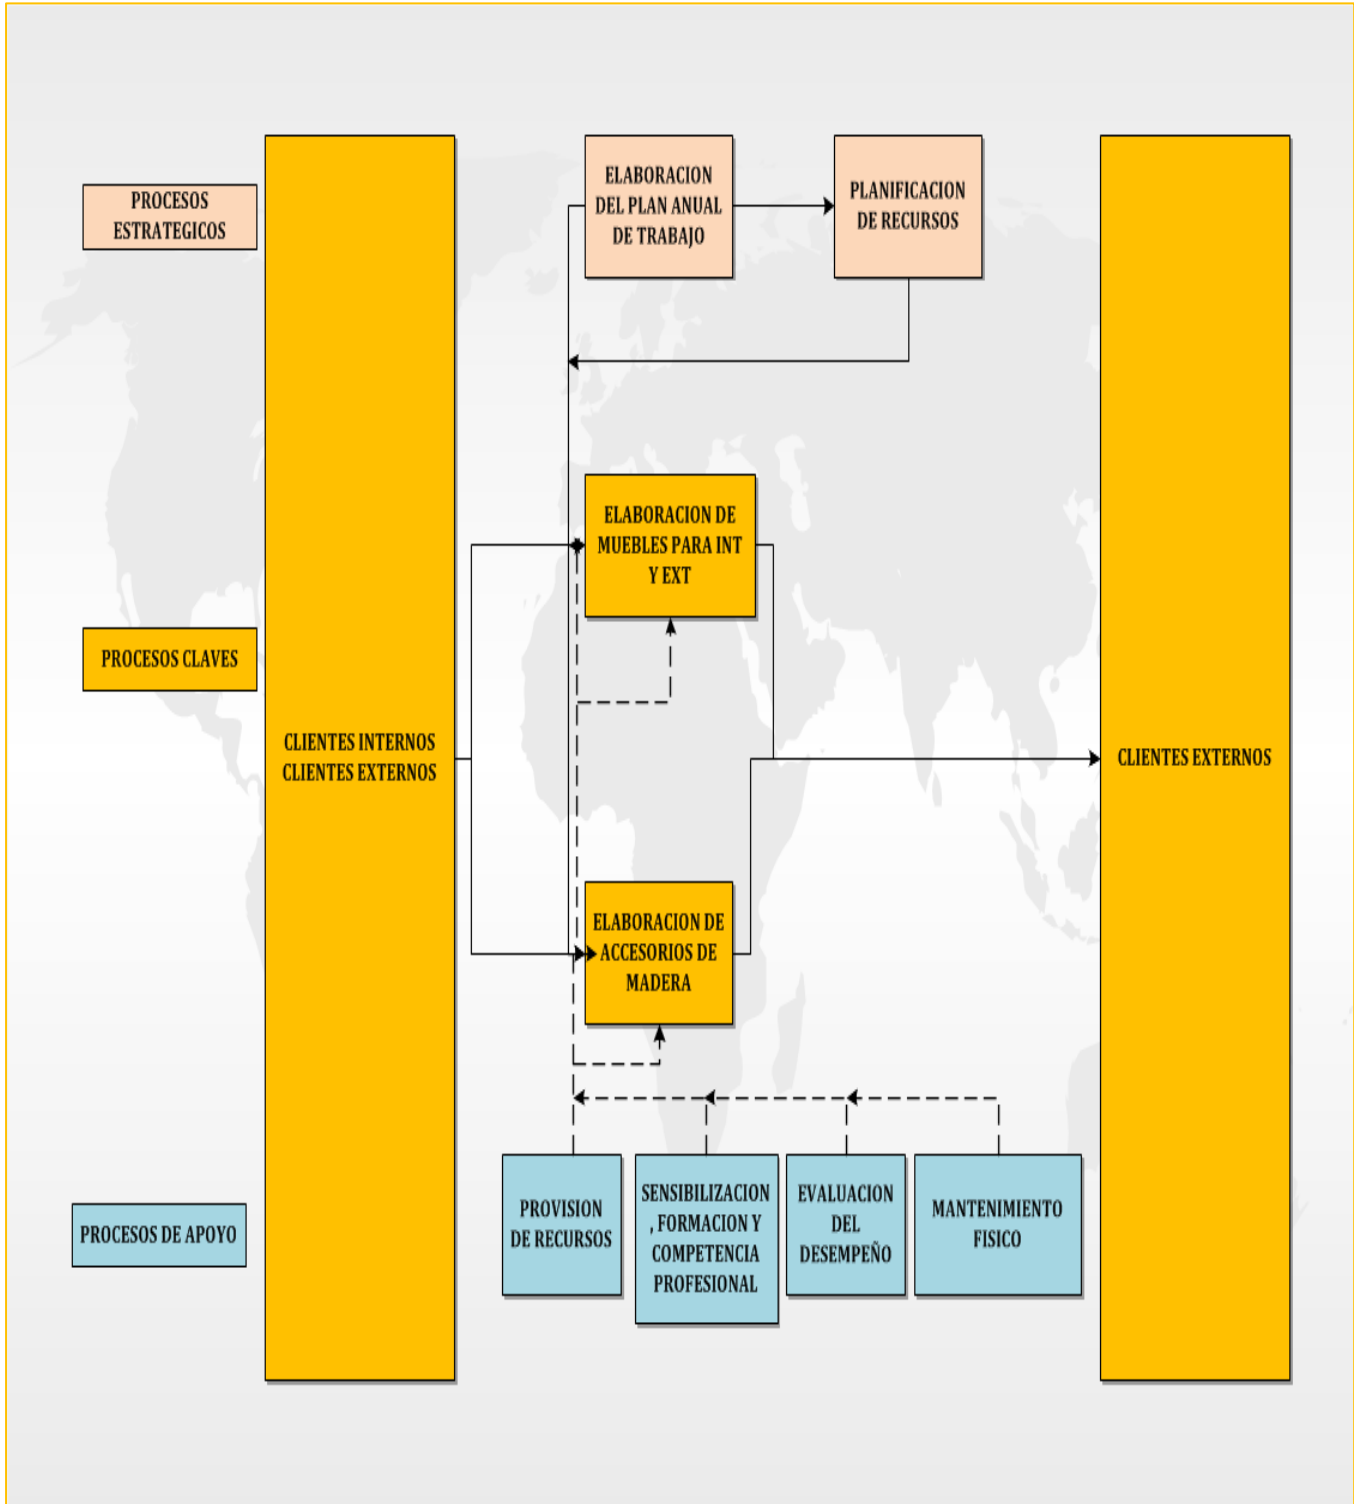 PROCESOS
ESTRATEGICOS
ELABORACION
DEL PLAN ANUAL
DE TRABAJO
PLANIFICACION
DE RECURSOS
ELABORACION DE
MUEBLES PARA INT
Y EXT
PROCESOS CLAVES
CLIENTES INTERNOS
CLIENTES EXTERNOS
CLIENTES EXTERNOS
ELABORACION DE
ACCESORIOS DE
MADERA
PROCESOS DE APOYO
PROVISION
DE RECURSOS
SENSIBILIZACION
, FORMACION Y
COMPETENCIA
PROFESIONAL
EVALUACION
DEL
DESEMPEÑO
MANTENIMIENTO
FISICO